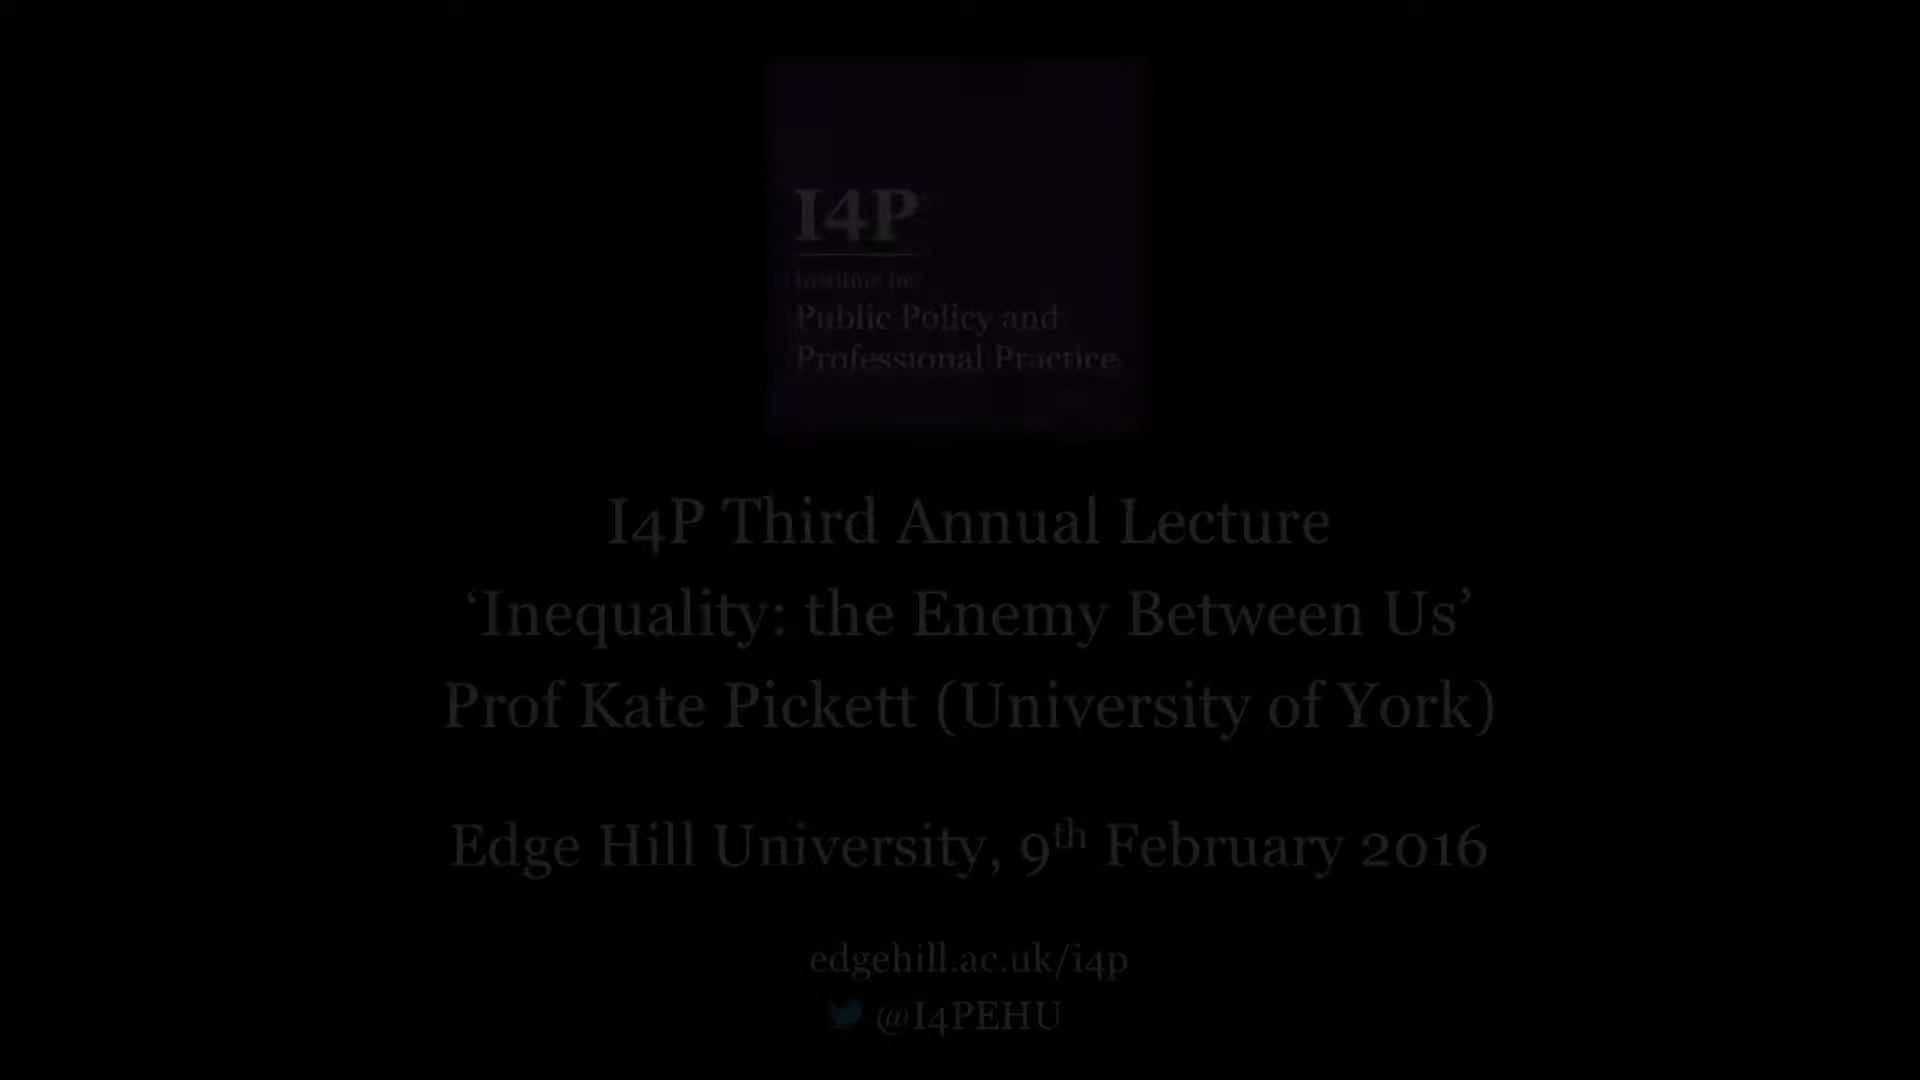 I4P
Institute for
Public Policy and
Professional Practice
I4P Third Annual Lecture
‘Inequality: the Enemy Between Us’
Prof Kate Pickett (University of York)
Edge Hill University, 9th February 2016
edgehill.ac.uk/i4p
@I4PEHU